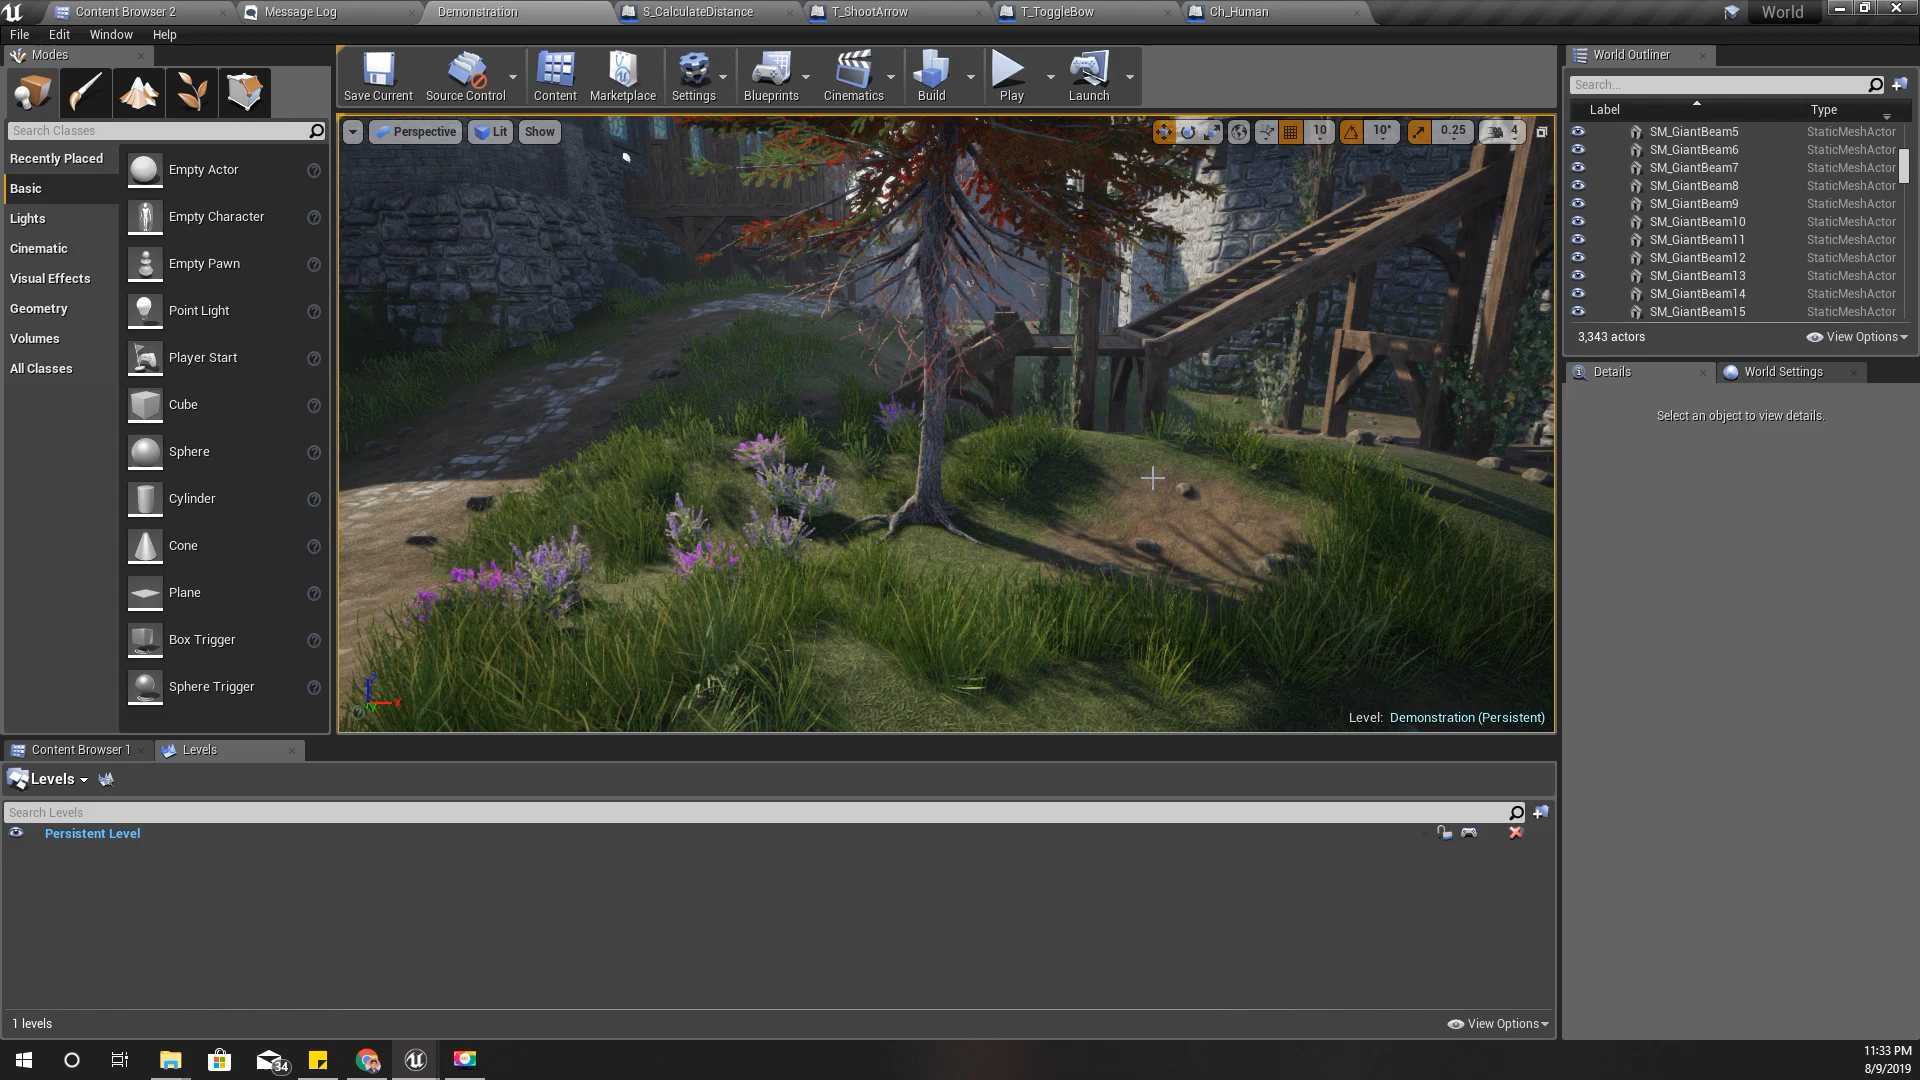 Content Browser 2
Message Log
Demonstration
S_CalculateDistance
T_ShootArrow
T_ToggleBow
Ch_Human
World
File Edit Window Help
Modes
Search Classes
Recently Placed
Basic
Lights
Cinematic
Visual Effects
Geometry
Volumes
All Classes
Empty Actor
Empty Character
Empty Pawn
Point Light
Player Start
Cube
Sphere
Cylinder
Cone
Plane
Box Trigger
Sphere Trigger
Save Current
Source Control
Content
Marketplace
Settings
Blueprints
Cinematics
Build
Play
Launch
Perspective Lit Show
10 10° 0.25 4
Level: Demonstration (Persistent)
World Outliner
Search...
Label Type
SM_GiantBeam5 StaticMeshActor
SM_GiantBeam6 StaticMeshActor
SM_GiantBeam7 StaticMeshActor
SM_GiantBeam8 StaticMeshActor
SM_GiantBeam9 StaticMeshActor
SM_GiantBeam10 StaticMeshActor
SM_GiantBeam11 StaticMeshActor
SM_GiantBeam12 StaticMeshActor
SM_GiantBeam13 StaticMeshActor
SM_GiantBeam14 StaticMeshActor
SM_GiantBeam15 StaticMeshActor
3,343 actors View Options
Details World Settings
Select an object to view details.
Content Browser 1 Levels
Levels
Search Levels
Persistent Level
1 levels View Options
34
11:33 PM
8/9/2019